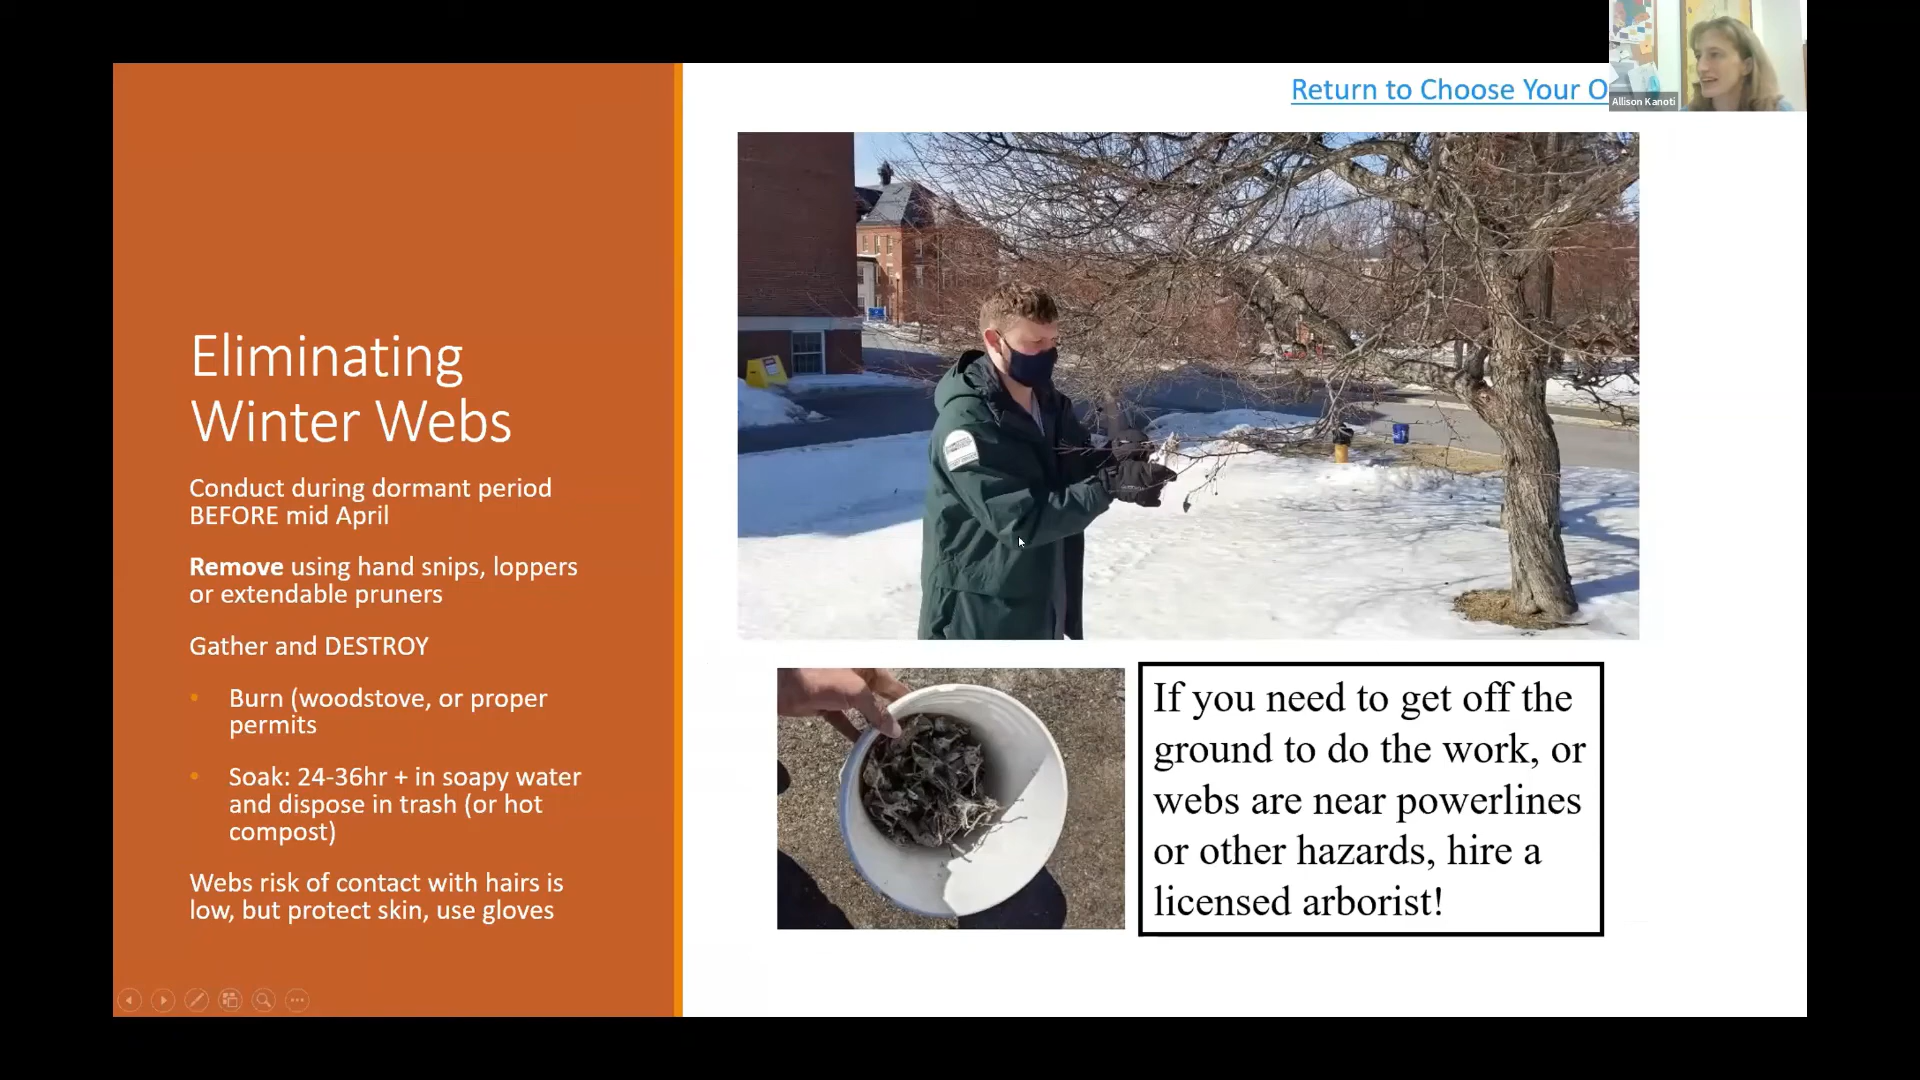 Return to Choose Your O
Allison Kanoti
Eliminating
Winter Webs
Conduct during dormant period
BEFORE mid April
Remove using hand snips, loppers
or extendable pruners
Gather and DESTROY
• Burn (woodstove, or proper
permits
• Soak: 24-36hr + in soapy water
and dispose in trash (or hot
compost)
Webs risk of contact with hairs is
low, but protect skin, use gloves
If you need to get off the
ground to do the work, or
webs are near powerlines
or other hazards, hire a
licensed arborist!